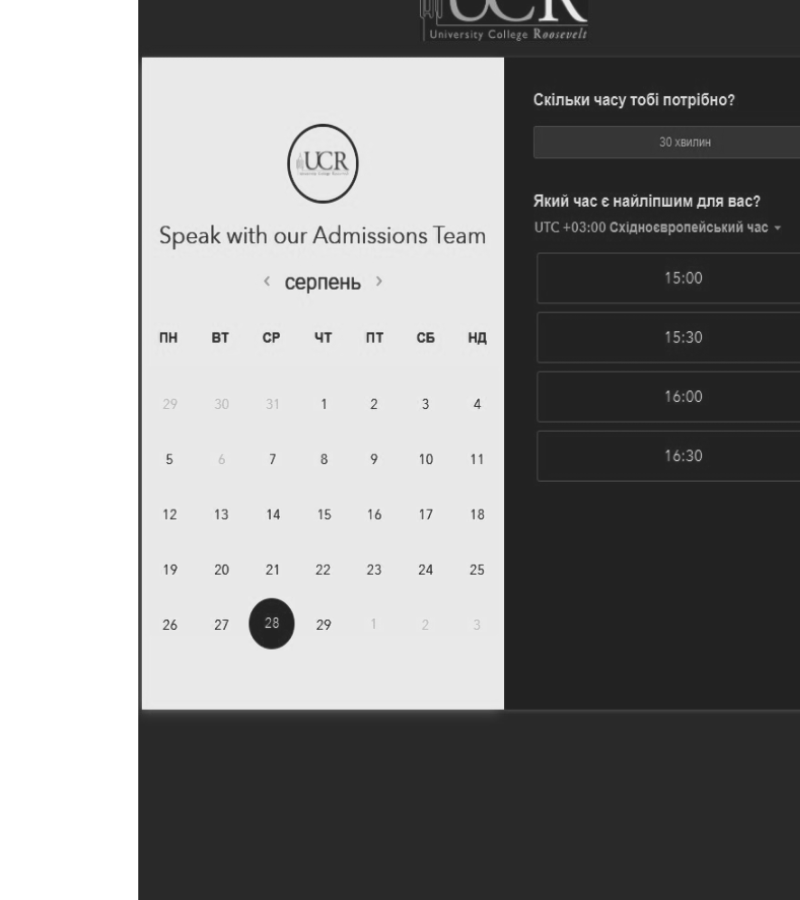 UCR
University College Roosevelt
UCR
Speak with our Admissions Team
< серпень >
ПН ВТ СР ЧТ ПТ СБ НД
29 30 31 1 2 3 4
5 6 7 8 9 10 11
12 13 14 15 16 17 18
19 20 21 22 23 24 25
26 27 28 29 1 2 3
Скільки часу тобі потрібно?
30 хвилин
Який час є найліпшим для вас?
UTC +03:00 Східноєвропейський час
15:00
15:30
16:00
16:30